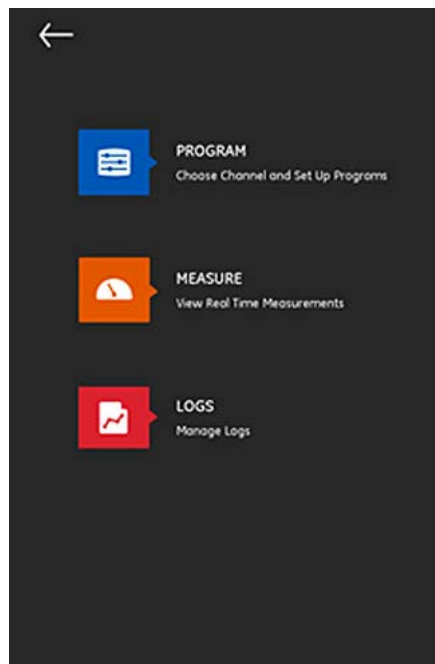 PROGRAM
Choose Channel and Set Up Programs
MEASURE
View Real Time Measurements
LOGS
Manage Logs